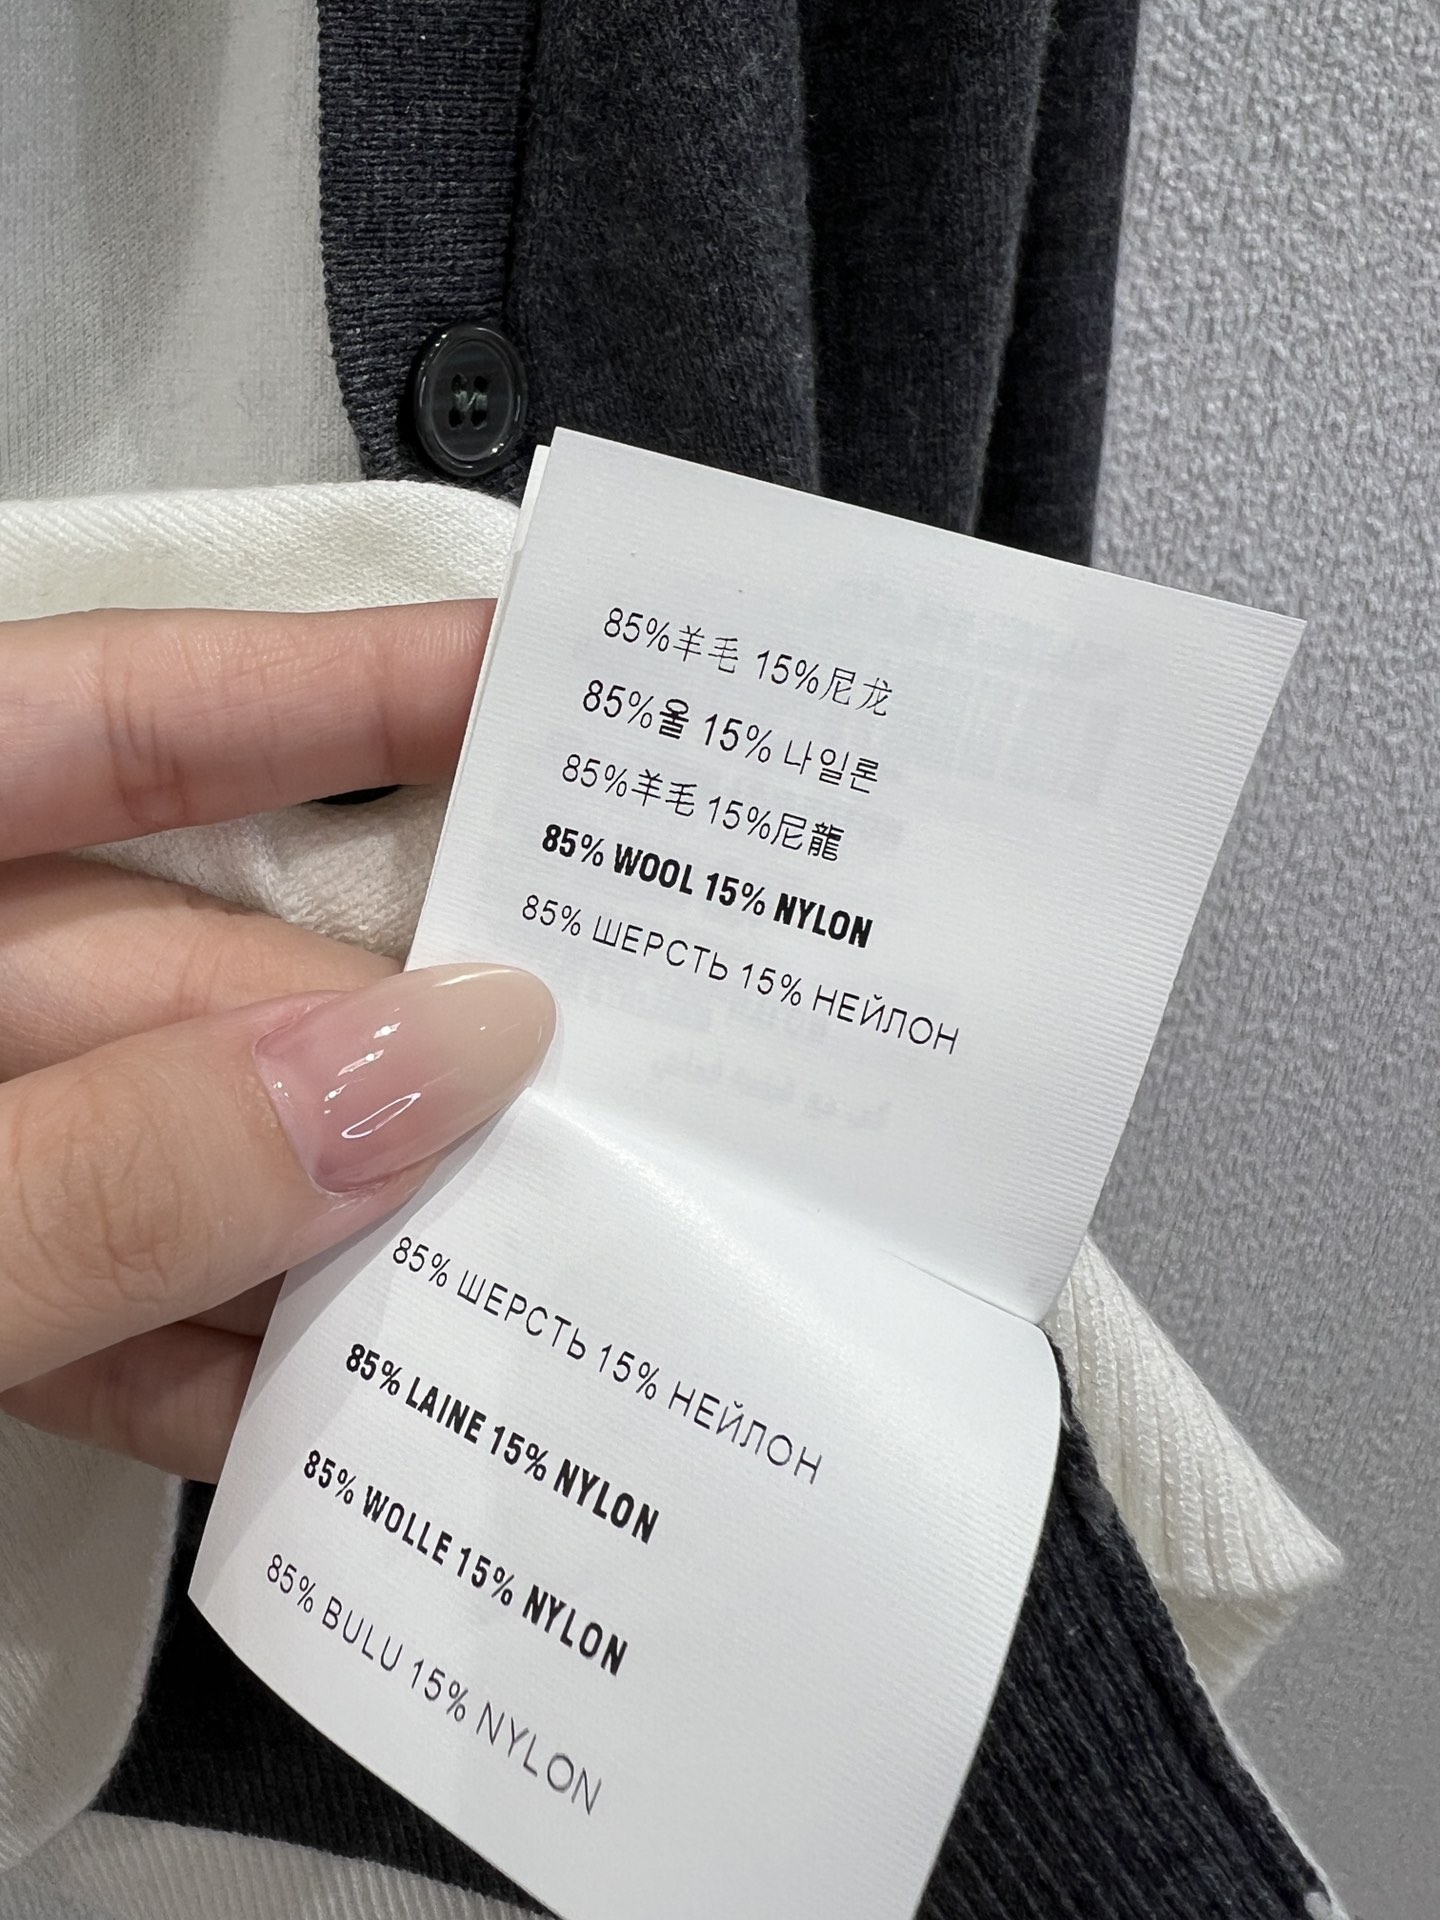 85%羊毛 15%尼龙
85%울 15% 나일론
85%羊毛 15%尼龍
85% WOOL 15% NYLON
85% ШЕРСТЬ 15% НЕЙЛОН
85% ШЕРСТЬ 15% НЕЙЛОН
85% LAINE 15% NYLON
85% WOLLE 15% NYLON
85% BULU 15% NYLON